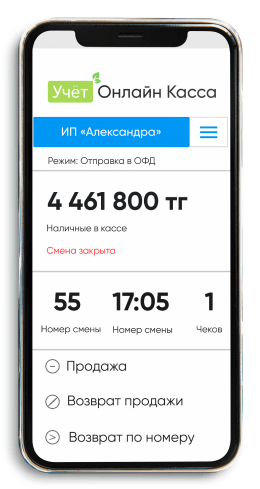 Учёт Онлайн Касса
ИП «Александра»
Режим: Отправка в ОФД
4 461 800 тг
Наличные в кассе
Смена закрыта
55 17:05 1
Номер смены Номер смены Чеков
Продажа
Возврат продажи
Возврат по номеру